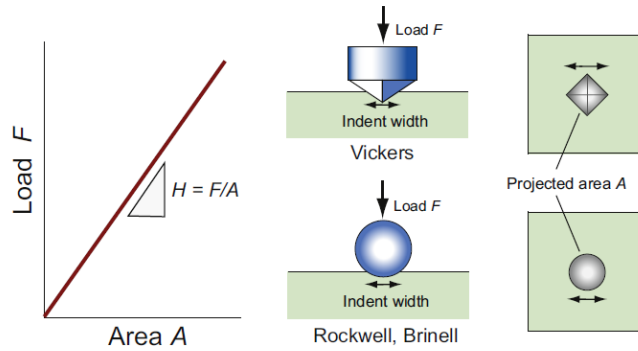 Load F
H = F/A
Area A
Load F
Indent width
Vickers
Load F
Indent width
Rockwell, Brinell
Projected area A